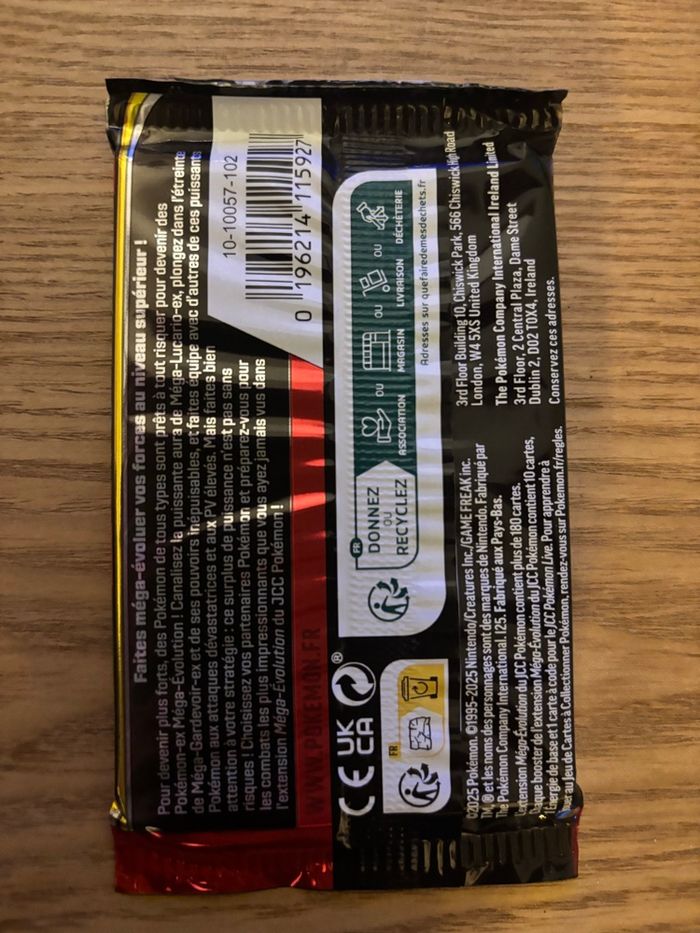 Faites méga-évoluer vos forces au niveau supérieur !
Pour devenir plus forts, des Pokémon de tous types sont prêts à tout risquer pour devenir des
Pokémon-ex Méga-Évolution ! Canalisez la puissante aura de Méga-Lucario-ex, plongez dans l'étreinte
de Méga-Gardevoir-ex et de ses pouvoirs inépuisables, et faites équipe avec d'autres de ces puissants
Pokémon aux attaques dévastatrices et aux PV élevés. Mais faites bien
attention à votre stratégie : ce surplus de puissance n'est pas sans
risques ! Choisissez vos partenaires Pokémon et préparez-vous pour
les combats les plus impressionnants que vous ayez jamais vus dans
l'extension Méga-Évolution du JCC Pokémon !
WWW.POKEMON.FR
10-10057-102
0 196214 115927
CE UK CA ®
FR
FR
DONNEZ
OU
RECYCLEZ
ASSOCIATION OU MAGASIN OU LIVRAISON OU DÉCHÈTERIE
Adresses sur quefairedemesdechets.fr
©2025 Pokémon. ©1995-2025 Nintendo/Creatures Inc./GAME FREAK inc.
TM, ® et les noms des personnages sont des marques de Nintendo. Fabriqué par
The Pokémon Company International. I25. Fabriqué aux Pays-Bas.
L'extension Méga-Évolution du JCC Pokémon contient plus de 180 cartes.
Chaque booster de l'extension Méga-Évolution du JCC Pokémon contient 10 cartes,
1 Énergie de base et 1 carte à code pour le JCC Pokémon Live. Pour apprendre à
jouer au Jeu de Cartes à Collectionner Pokémon, rendez-vous sur Pokemon.fr/regles.
3rd Floor Building 10, Chiswick Park, 566 Chiswick High Road
London, W4 5XS United Kingdom
The Pokémon Company International Ireland Limited
3rd Floor, 2 Central Plaza, Dame Street
Dublin 2, D02 T0X4, Ireland
Conservez ces adresses.